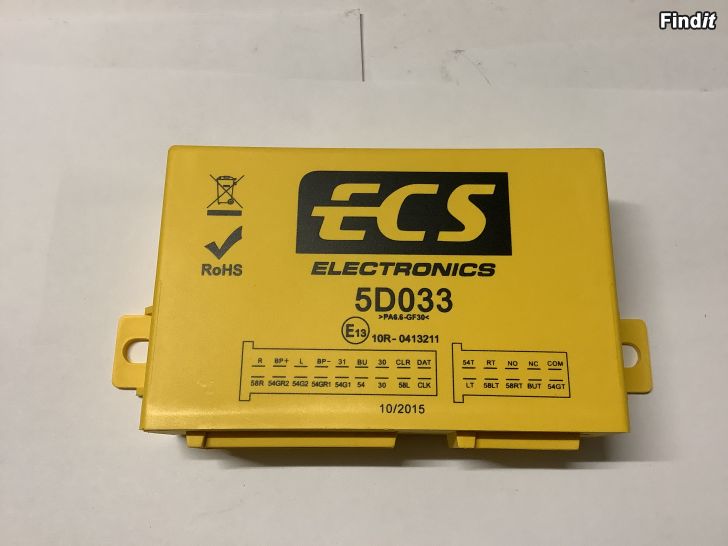 Findit
ECS
ELECTRONICS
RoHS
5D033
>PA6.6-GF30<
E13 10R-0413211
R BP+ L BP- 31 BU 30 CLR DAT
58R 54GR2 54G2 54GR1 54G1 54 30 58L CLK
54T RT NO NC COM
LT 58LT 58RT BUT 54GT
10/2015